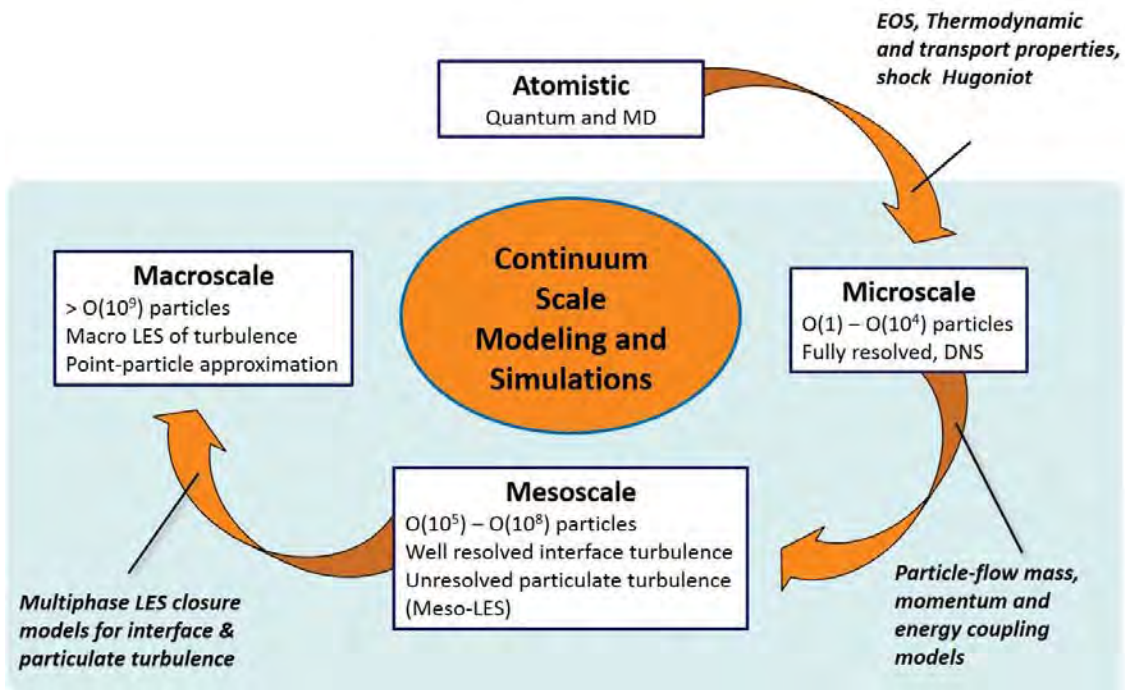 EOS, Thermodynamic
and transport properties,
shock Hugoniot
Atomistic
Quantum and MD
Continuum
Scale
Modeling and
Simulations
Macroscale
> O(10⁹) particles
Macro LES of turbulence
Point-particle approximation
Microscale
O(1) – O(10⁴) particles
Fully resolved, DNS
Mesoscale
O(10⁵) – O(10⁸) particles
Well resolved interface turbulence
Unresolved particulate turbulence
(Meso-LES)
Multiphase LES closure
models for interface &
particulate turbulence
Particle-flow mass,
momentum and
energy coupling
models